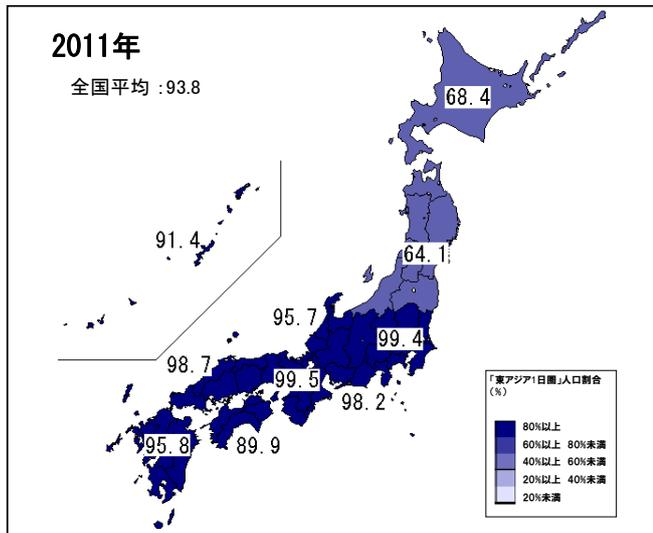 2011年
全国平均 :93.8
68.4
91.4
64.1
95.7
99.4
98.7
99.5
98.2
95.8
89.9
「東アジア1日圏」人口割合
(%)
80%以上
60%以上 80%未満
40%以上 60%未満
20%以上 40%未満
20%未満